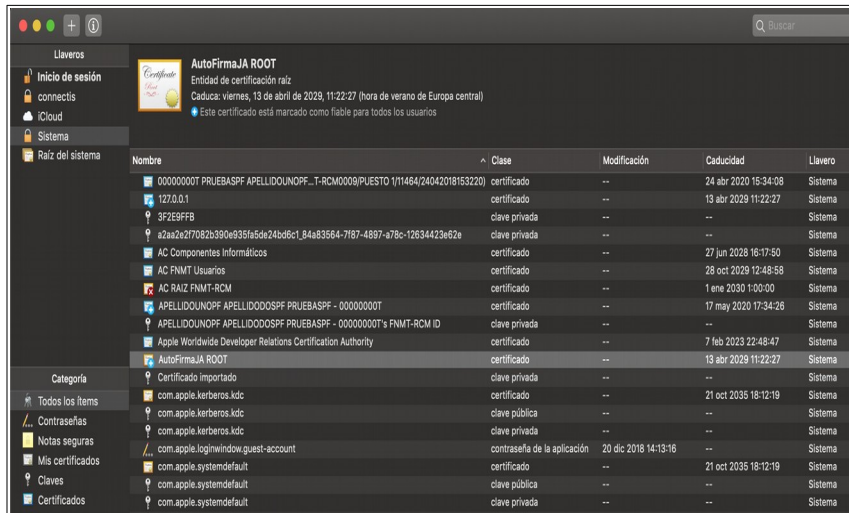 Buscar
Llaveros
Inicio de sesión
connectis
iCloud
Sistema
Raíz del sistema
Certificate
Root
AutoFirmaJA ROOT
Entidad de certificación raíz
Caduca: viernes, 13 de abril de 2029, 11:22:27 (hora de verano de Europa central)
Este certificado está marcado como fiable para todos los usuarios
Nombre Clase Modificación Caducidad Llavero
00000000T PRUEBASPF APELLIDOUNOPF...T-RCM0009/PUESTO 1/11464/24042018153220) certificado -- 24 abr 2020 15:34:08 Sistema
127.0.0.1 certificado -- 13 abr 2029 11:22:27 Sistema
3F2E9FFB clave privada -- -- Sistema
a2aa2e2f7082b390e935fa5de24bd6c1_84a83564-7f87-4897-a78c-12634423e62e clave privada -- -- Sistema
AC Componentes Informáticos certificado -- 27 jun 2028 16:17:50 Sistema
AC FNMT Usuarios certificado -- 28 oct 2029 12:48:58 Sistema
AC RAIZ FNMT-RCM certificado -- 1 ene 2030 1:00:00 Sistema
APELLIDOUNOPF APELLIDODOSPF PRUEBASPF - 00000000T certificado -- 17 may 2020 17:34:26 Sistema
APELLIDOUNOPF APELLIDODOSPF PRUEBASPF - 00000000T's FNMT-RCM ID clave privada -- -- Sistema
Apple Worldwide Developer Relations Certification Authority certificado -- 7 feb 2023 22:48:47 Sistema
AutoFirmaJA ROOT certificado -- 13 abr 2029 11:22:27 Sistema
Certificado importado clave privada -- -- Sistema
com.apple.kerberos.kdc certificado -- 21 oct 2035 18:12:19 Sistema
com.apple.kerberos.kdc clave pública -- -- Sistema
com.apple.kerberos.kdc clave privada -- -- Sistema
com.apple.loginwindow.guest-account contraseña de la aplicación 20 dic 2018 14:13:16 -- Sistema
com.apple.systemdefault certificado -- 21 oct 2035 18:12:19 Sistema
com.apple.systemdefault clave pública -- -- Sistema
com.apple.systemdefault clave privada -- -- Sistema
Categoría
Todos los ítems
Contraseñas
Notas seguras
Mis certificados
Claves
Certificados